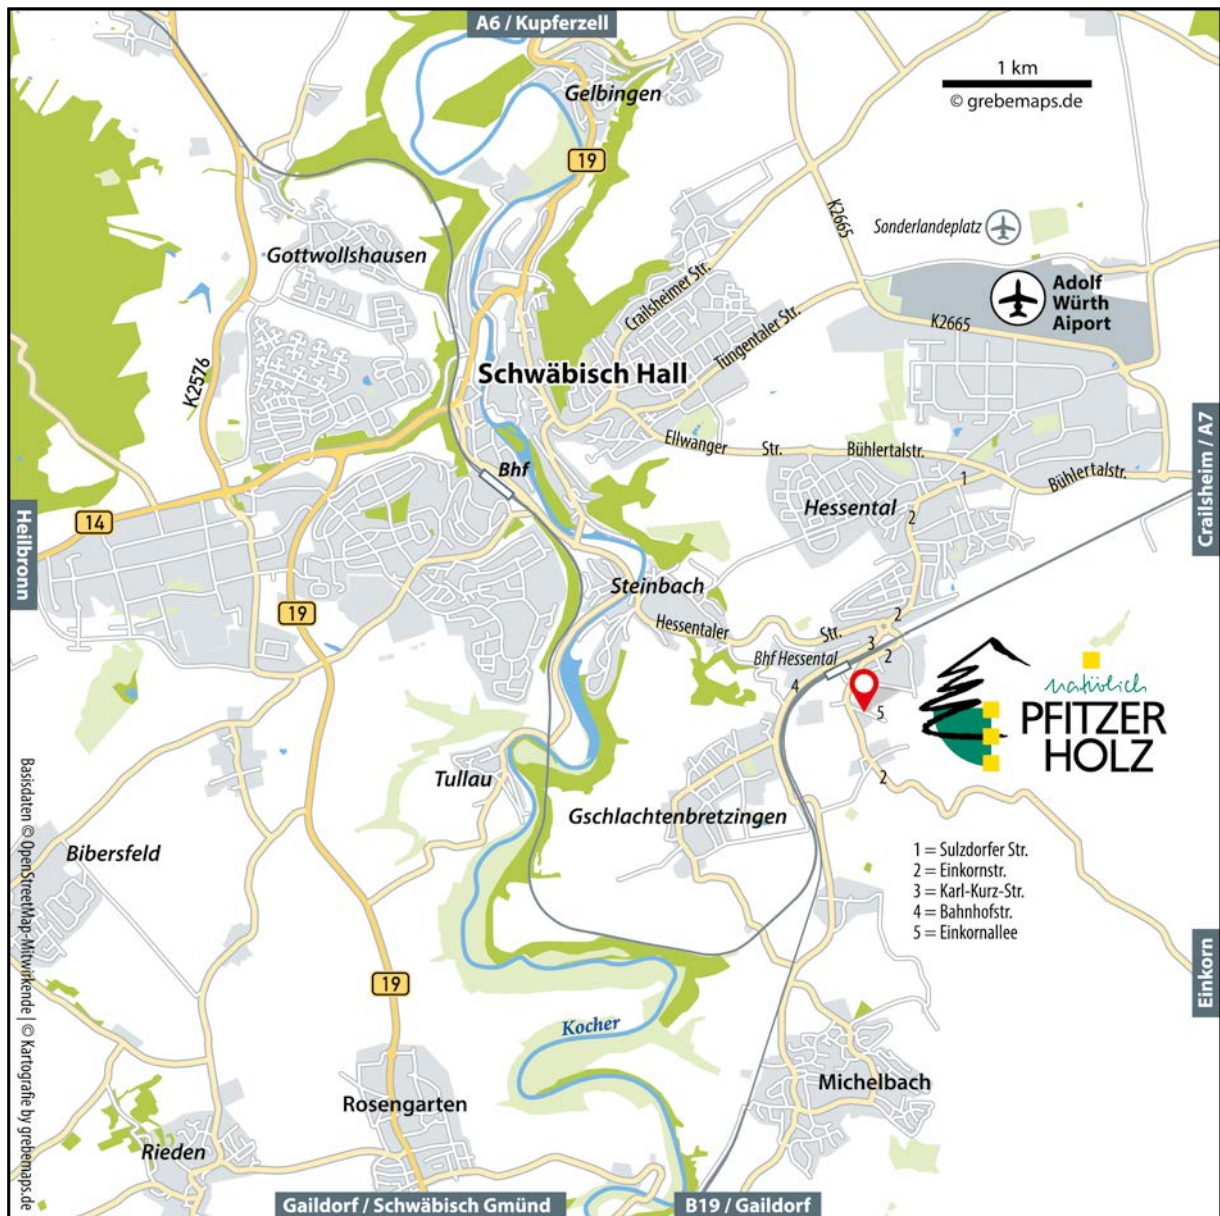 A6 / Kupferzell
1 km
© grebemaps.de
Gelbingen
19
K2665
Sonderlandeplatz
Gottwollshausen
Crailsheimer Str.
Adolf
Würth
Aiport
K2665
Tüngentaler Str.
K2576
Schwäbisch Hall
Ellwanger Str.
Bühlertalstr.
Bühlertalstr.
Crailsheim / A7
Bhf
1
Hessental
2
14
Heilbronn
Steinbach
19
Hessentaler Str.
2
3
2
Bhf Hessental
4
5
natürlich
PFITZER
HOLZ
Tullau
2
Gschlachtenbretzingen
Bibersfeld
1 = Sulzdorfer Str.
2 = Einkornstr.
3 = Karl-Kurz-Str.
4 = Bahnhofstr.
5 = Einkornallee
Einkorn
19
Kocher
Michelbach
Rosengarten
Rieden
Basisdaten © OpenStreetMap-Mitwirkende | © Kartografie by grebemaps.de
Gaildorf / Schwäbisch Gmünd
B19 / Gaildorf